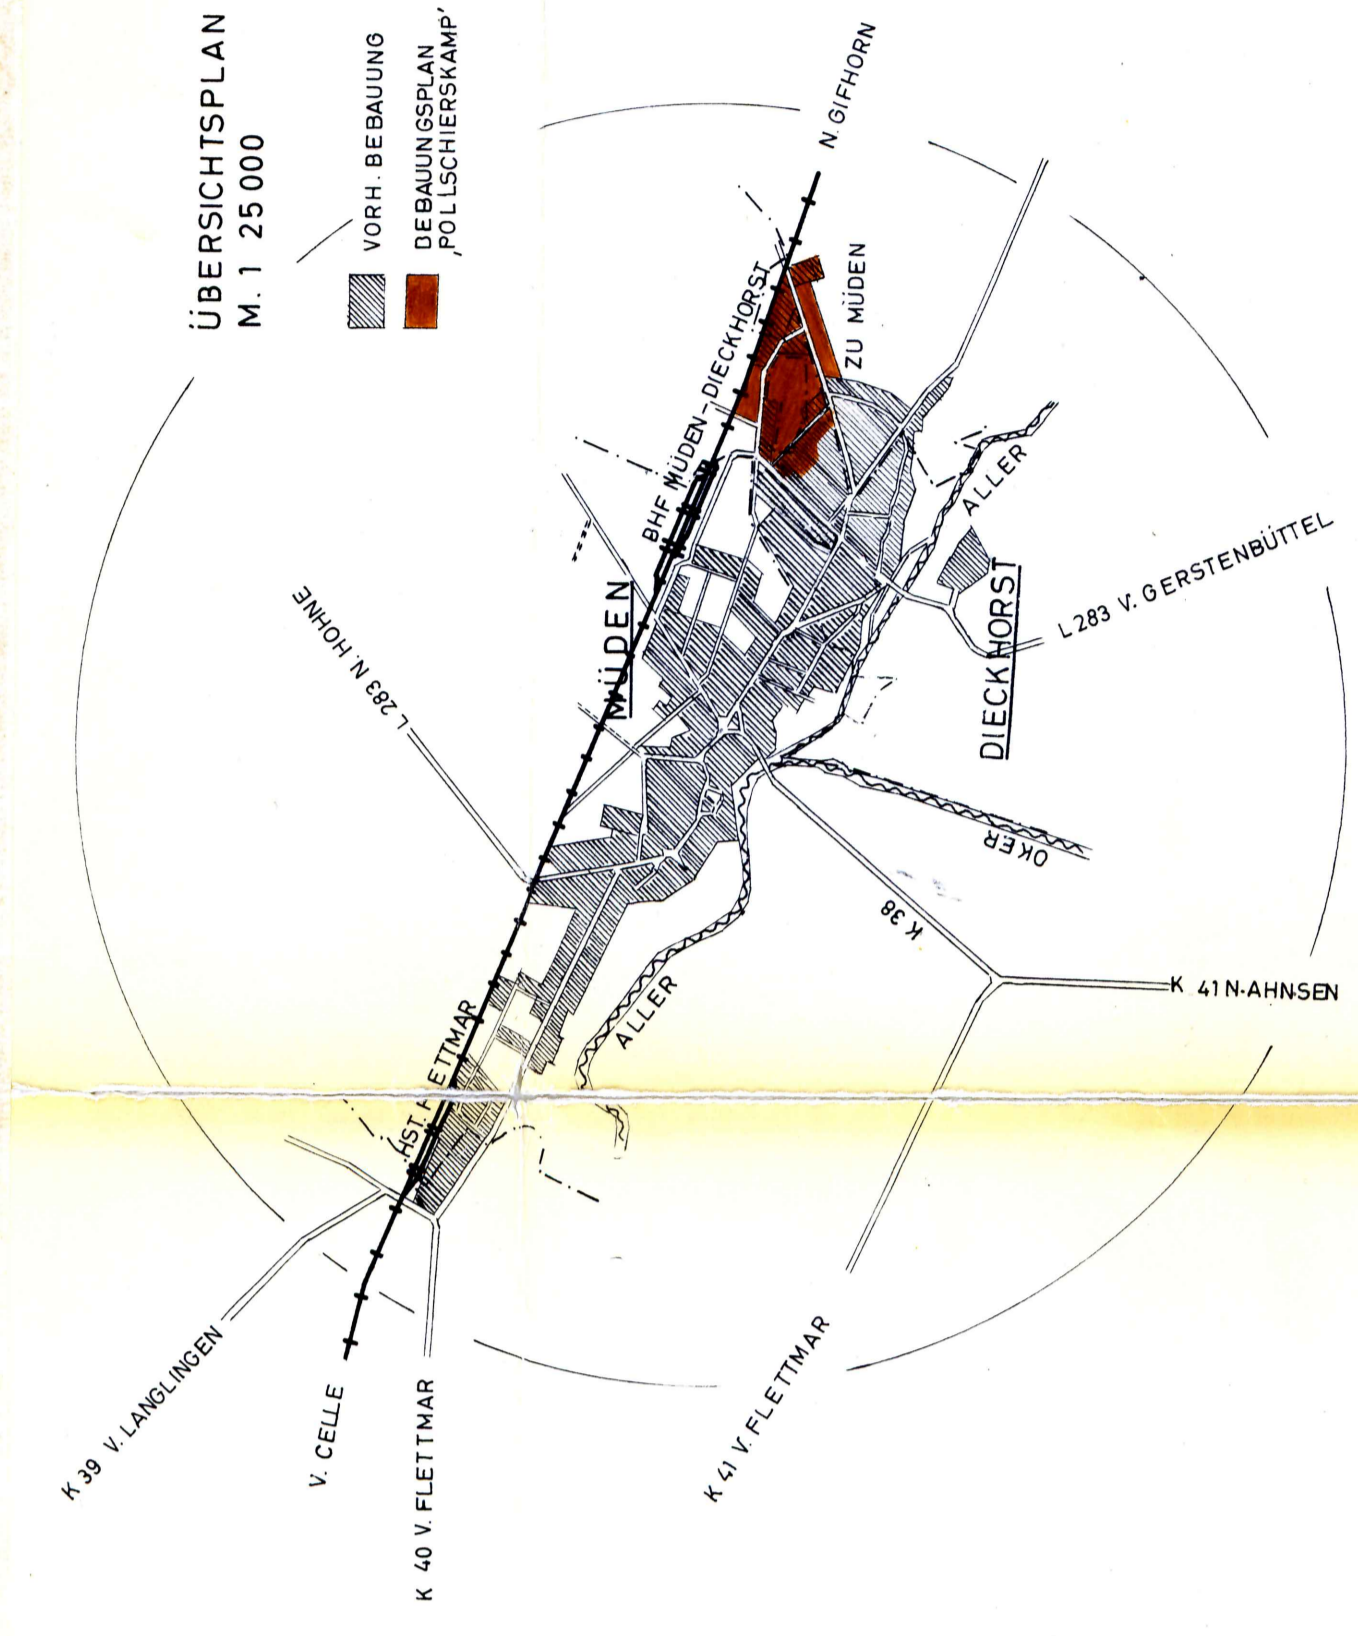 ÜBERSICHTSPLAN
M. 1 25 000
VORH. BEBAUUNG
BEBAUUNGSPLAN
‚POLLSCHIERSKAMP'
N. GIFHORN
BHF MÜDEN-DIECKHORST
ZU MÜDEN
MÜDEN
L 283 N. HOHNE
ALLER
L 283 V. GERSTENBÜTTEL
DIECKHORST
OKER
K 38
K 41 N. AHNSEN
ALLER
HST. FLETTMAR
K 39 V. LANGLINGEN
V. CELLE
K 40 V. FLETTMAR
K 41 V. FLETTMAR